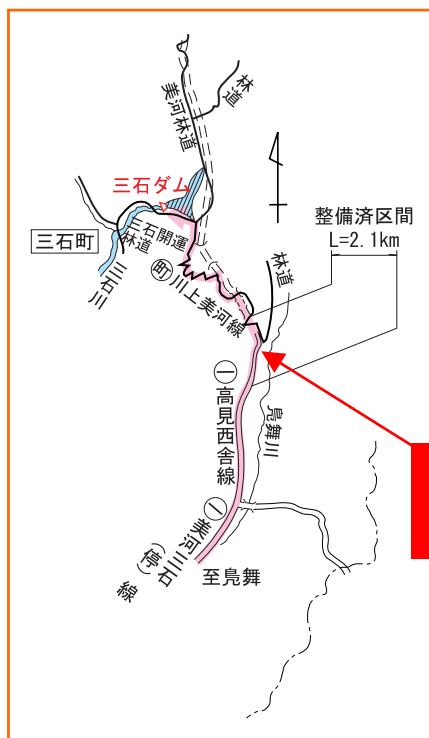 林道
美河林道
三石ダム
三石町
三石開運
林道
三石川
町 川上美河線
整備済区間
L=2.1km
林道
一 高見西舎線
鳧舞川
一 美河三石(停)線
至鳧舞